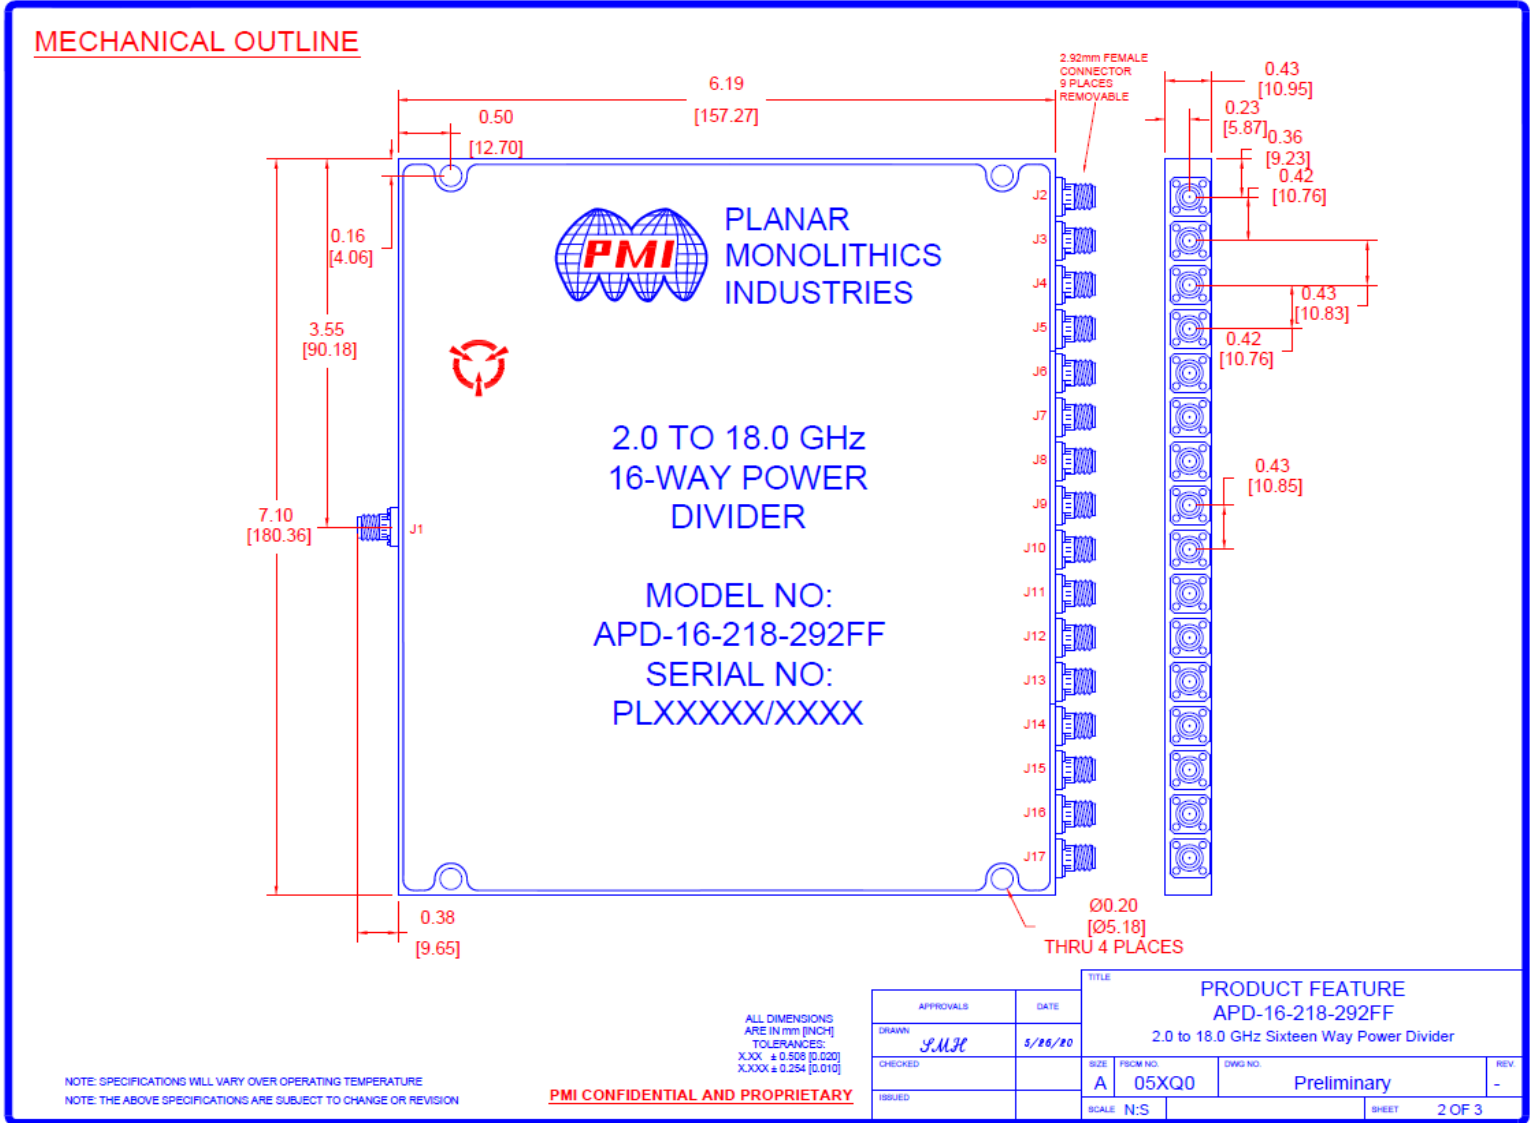 MECHANICAL OUTLINE
2.92mm FEMALE
CONNECTOR
9 PLACES
REMOVABLE
6.19
[157.27]
0.50
[12.70]
0.43
[10.95]
0.23
[5.87]
0.36
[9.23]
0.42
[10.76]
0.16
[4.06]
3.55
[90.18]
7.10
[180.36]
0.43
[10.83]
0.42
[10.76]
0.43
[10.85]
PMI
PLANAR
MONOLITHICS
INDUSTRIES
2.0 TO 18.0 GHz
16-WAY POWER
DIVIDER
MODEL NO:
APD-16-218-292FF
SERIAL NO:
PLXXXXX/XXXX
J1
J2
J3
J4
J5
J6
J7
J8
J9
J10
J11
J12
J13
J14
J15
J16
J17
0.38
[9.65]
Ø0.20
[Ø5.18]
THRU 4 PLACES
ALL DIMENSIONS
ARE IN mm [INCH]
TOLERANCES:
X.XX ± 0.508 [0.020]
X.XXX ± 0.254 [0.010]
NOTE: SPECIFICATIONS WILL VARY OVER OPERATING TEMPERATURE
NOTE: THE ABOVE SPECIFICATIONS ARE SUBJECT TO CHANGE OR REVISION
PMI CONFIDENTIAL AND PROPRIETARY
APPROVALS DATE
DRAWN
SMH 5/26/20
CHECKED
ISSUED
TITLE
PRODUCT FEATURE
APD-16-218-292FF
2.0 to 18.0 GHz Sixteen Way Power Divider
SIZE FSCM NO. DWG NO. REV.
A 05XQ0 Preliminary -
SCALE N:S SHEET 2 OF 3